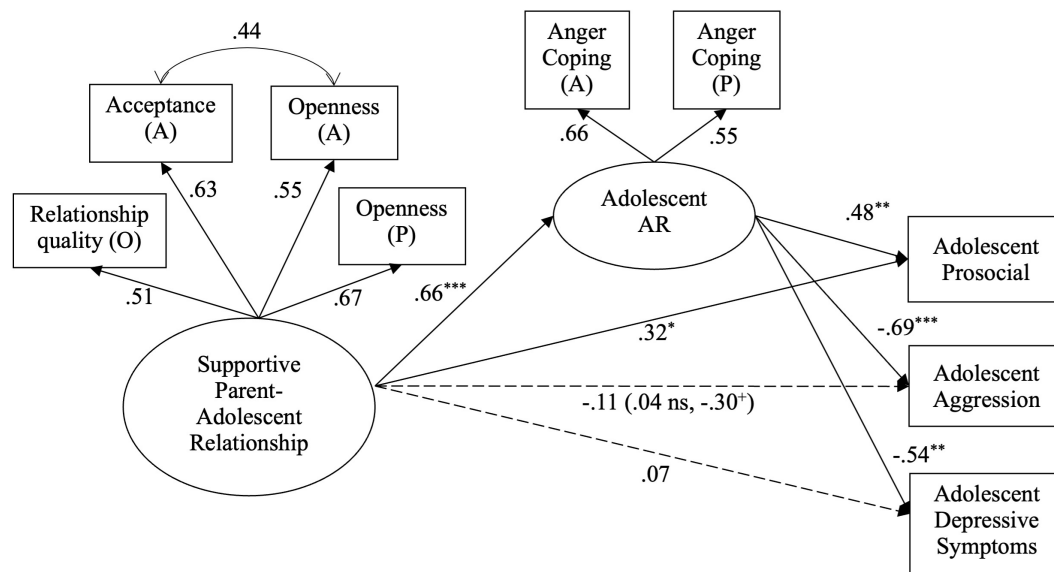 .44
Acceptance
(A)
Openness
(A)
Anger
Coping
(A)
Anger
Coping
(P)
.66
.55
.63
.55
Relationship
quality (O)
Openness
(P)
Adolescent
AR
.51
.67
.66***
.48**
Adolescent
Prosocial
Supportive
Parent-
Adolescent
Relationship
.32*
-.69***
-.11 (.04 ns, -.30+)
Adolescent
Aggression
.07
-.54**
Adolescent
Depressive
Symptoms